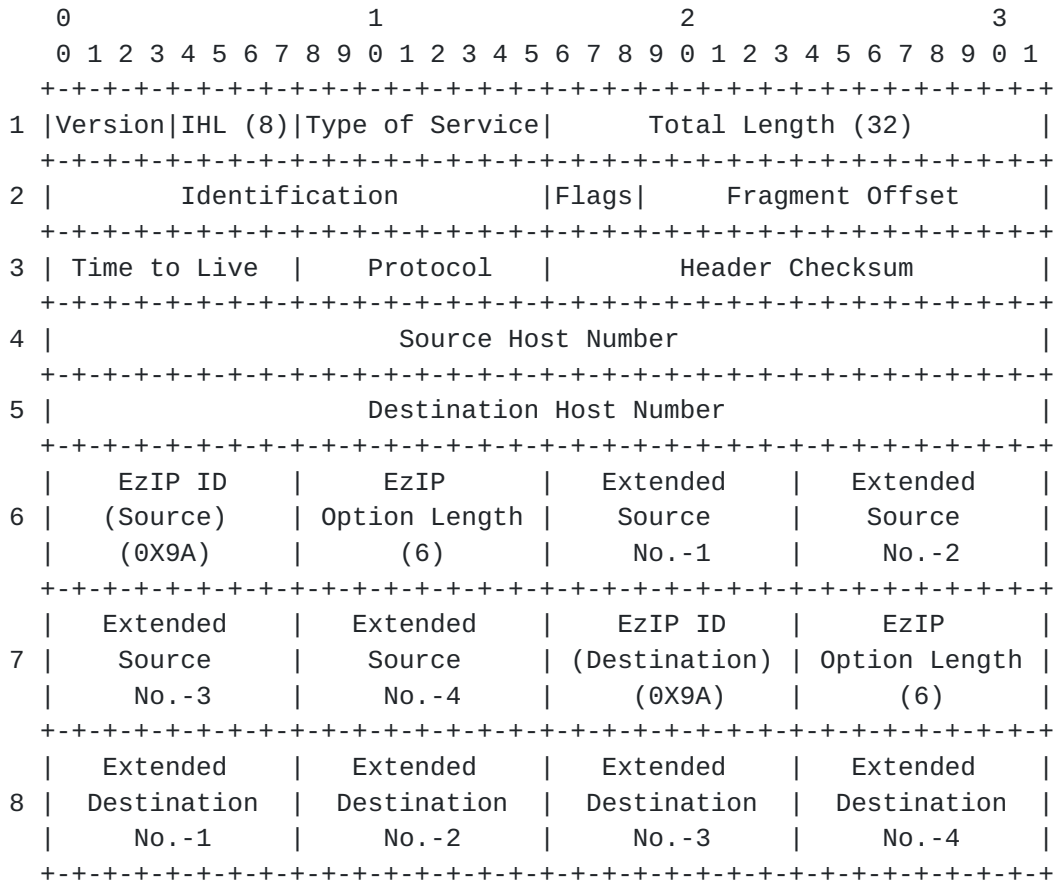 0                   1                   2                   3
 0 1 2 3 4 5 6 7 8 9 0 1 2 3 4 5 6 7 8 9 0 1 2 3 4 5 6 7 8 9 0 1
+-+-+-+-+-+-+-+-+-+-+-+-+-+-+-+-+-+-+-+-+-+-+-+-+-+-+-+-+-+-+-+-+
1 |Version|IHL (8)|Type of Service|       Total Length (32)        |
+-+-+-+-+-+-+-+-+-+-+-+-+-+-+-+-+-+-+-+-+-+-+-+-+-+-+-+-+-+-+-+-+
2 |        Identification         |Flags|     Fragment Offset     |
+-+-+-+-+-+-+-+-+-+-+-+-+-+-+-+-+-+-+-+-+-+-+-+-+-+-+-+-+-+-+-+-+
3 | Time to Live  |    Protocol   |        Header Checksum        |
+-+-+-+-+-+-+-+-+-+-+-+-+-+-+-+-+-+-+-+-+-+-+-+-+-+-+-+-+-+-+-+-+
4 |                      Source Host Number                       |
+-+-+-+-+-+-+-+-+-+-+-+-+-+-+-+-+-+-+-+-+-+-+-+-+-+-+-+-+-+-+-+-+
5 |                    Destination Host Number                    |
+-+-+-+-+-+-+-+-+-+-+-+-+-+-+-+-+-+-+-+-+-+-+-+-+-+-+-+-+-+-+-+-+
  |    EzIP ID    |     EzIP      |   Extended    |   Extended    |
6 |   (Source)    | Option Length |    Source     |    Source     |
  |    (0X9A)     |      (6)      |     No.-1     |     No.-2     |
+-+-+-+-+-+-+-+-+-+-+-+-+-+-+-+-+-+-+-+-+-+-+-+-+-+-+-+-+-+-+-+-+
  |   Extended    |   Extended    |    EzIP ID    |     EzIP      |
7 |    Source     |    Source     | (Destination) | Option Length |
  |     No.-3     |     No.-4     |    (0X9A)     |      (6)      |
+-+-+-+-+-+-+-+-+-+-+-+-+-+-+-+-+-+-+-+-+-+-+-+-+-+-+-+-+-+-+-+-+
  |   Extended    |   Extended    |   Extended    |   Extended    |
8 |  Destination  |  Destination  |  Destination  |  Destination  |
  |     No.-1     |     No.-2     |     No.-3     |     No.-4     |
+-+-+-+-+-+-+-+-+-+-+-+-+-+-+-+-+-+-+-+-+-+-+-+-+-+-+-+-+-+-+-+-+